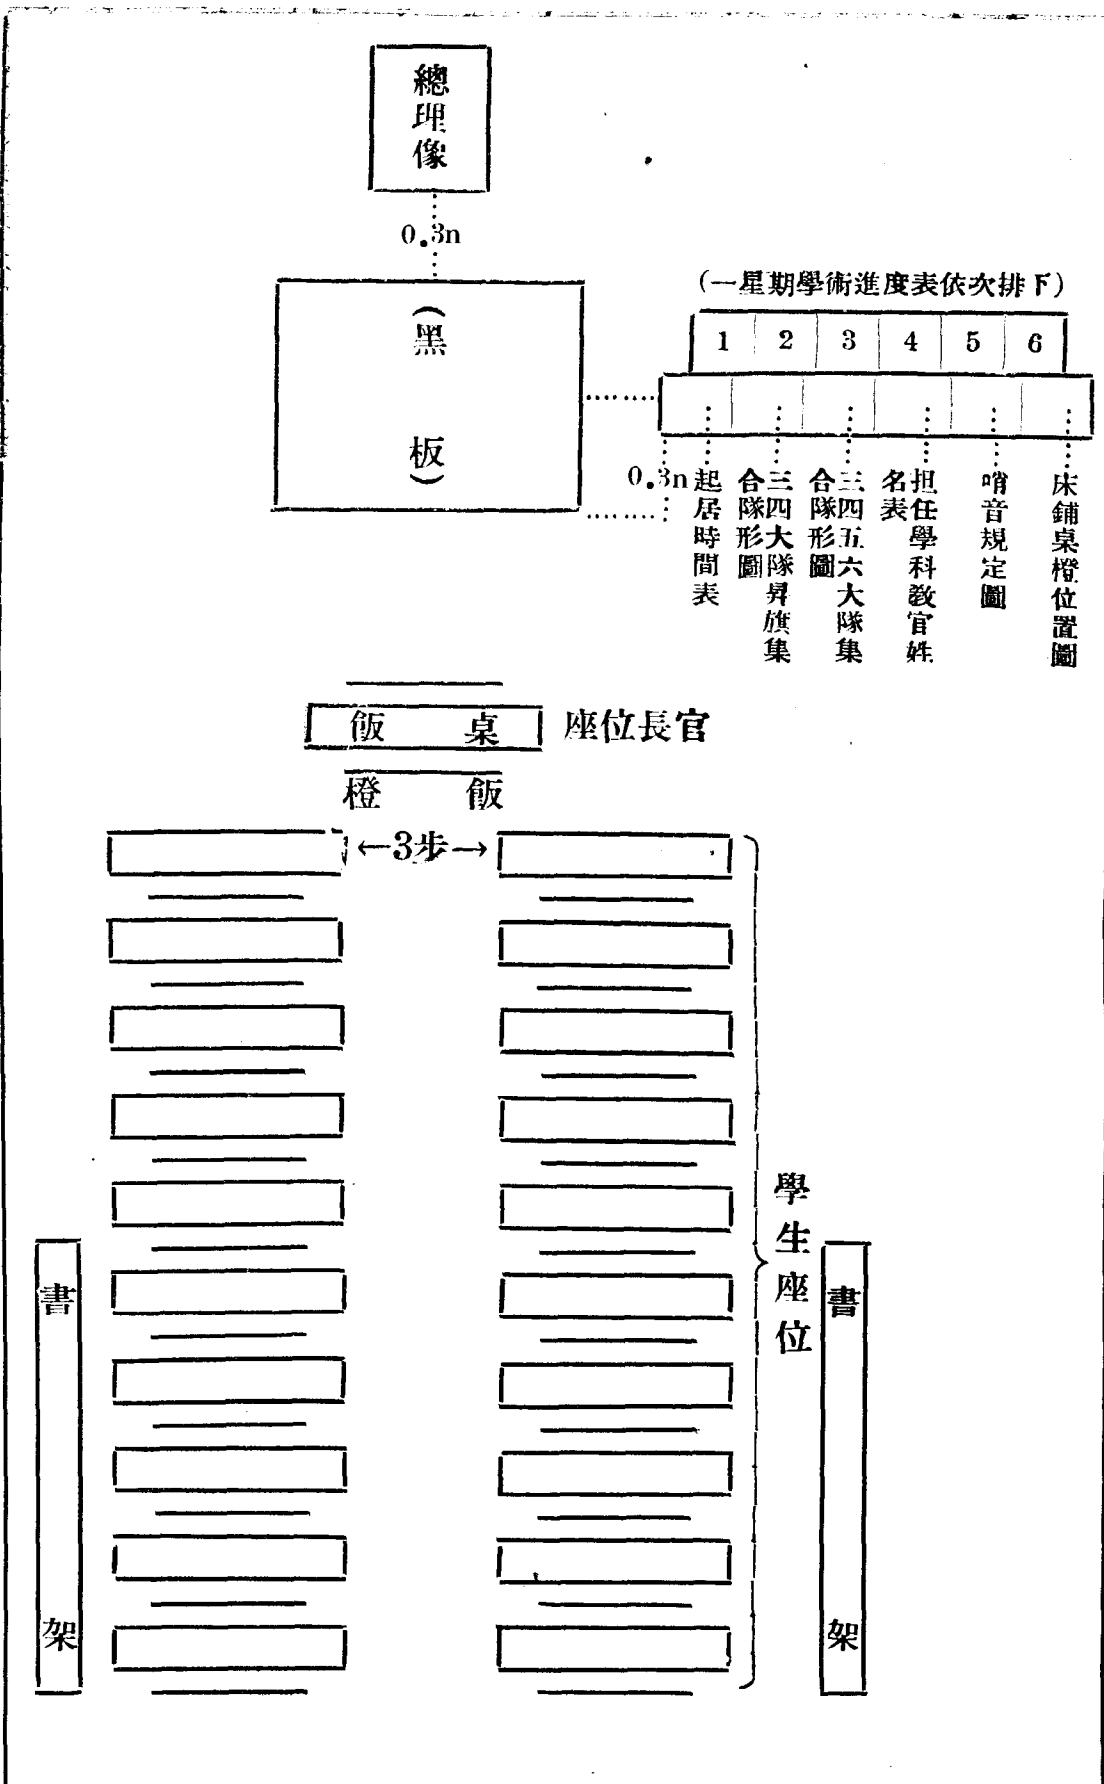 總理像
0.3n
(黑板)
(一星期學術進度表依次排下)
1 2 3 4 5 6
0.3n
起居時間表
三四大隊昇旗集
合隊形圖
三四五六大隊集
合隊形圖
担任學科敎官姓
名表
哨音規定圖
床鋪桌橙位置圖
飯桌
座位長官
橙飯
←3步→
學生座位
書架
書架